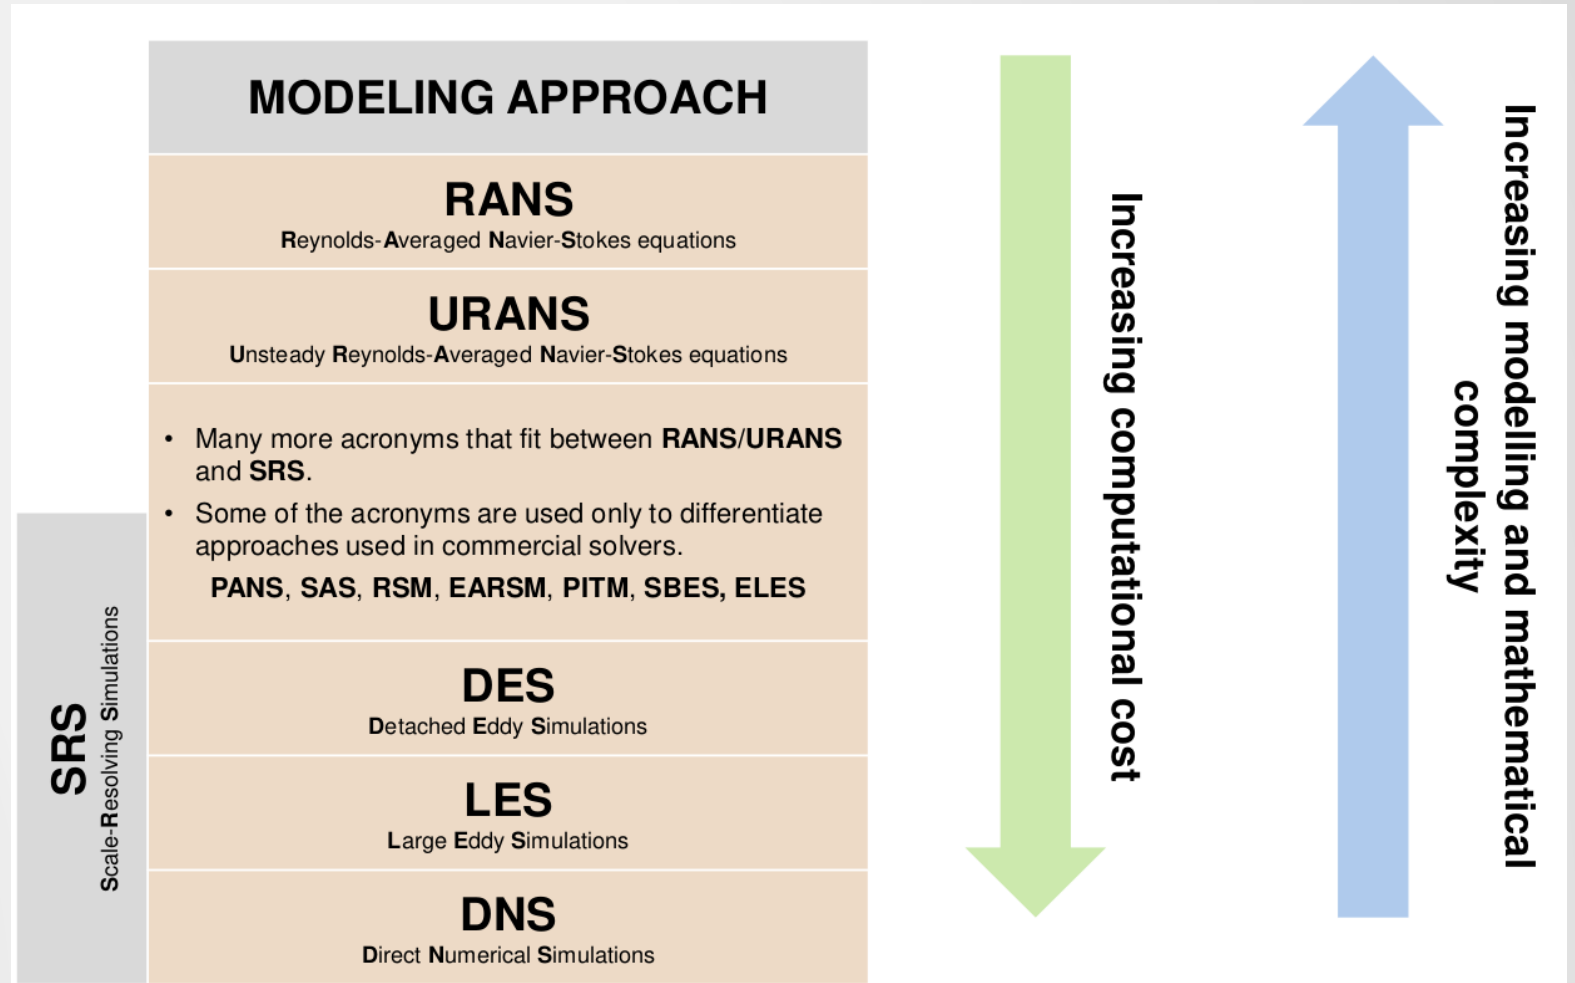 MODELING APPROACH
RANS
Reynolds-Averaged Navier-Stokes equations
URANS
Unsteady Reynolds-Averaged Navier-Stokes equations
• Many more acronyms that fit between RANS/URANS
and SRS.
• Some of the acronyms are used only to differentiate
approaches used in commercial solvers.
PANS, SAS, RSM, EARSM, PITM, SBES, ELES
DES
Detached Eddy Simulations
LES
Large Eddy Simulations
DNS
Direct Numerical Simulations
SRS
Scale-Resolving Simulations
Increasing computational cost
Increasing modelling and mathematical
complexity